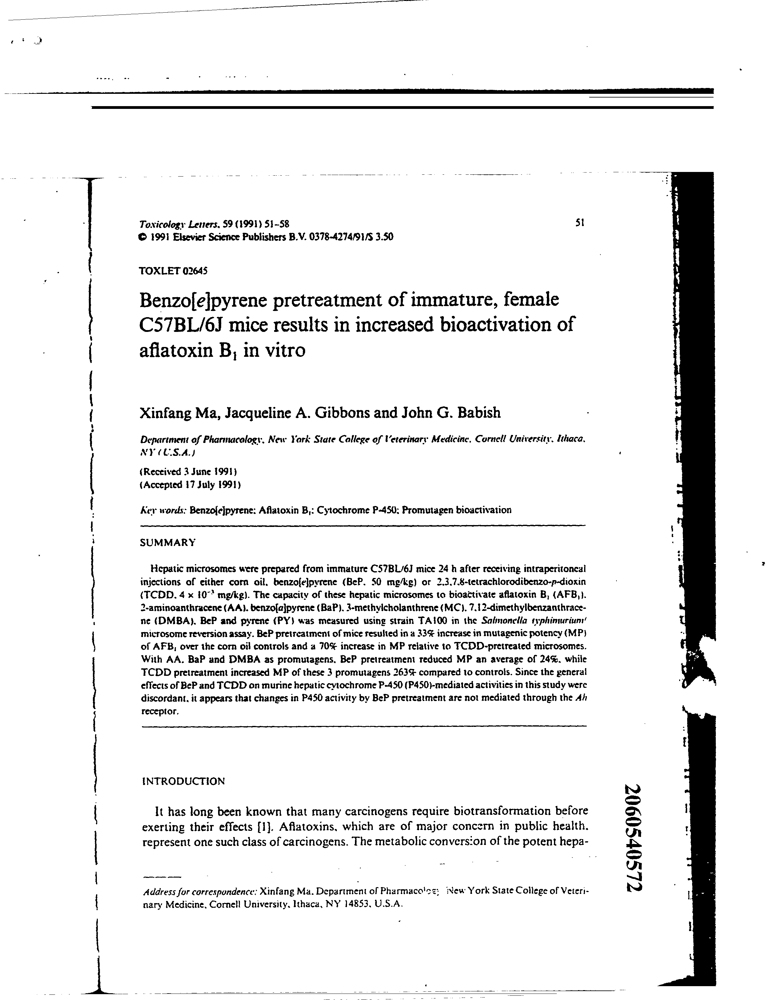 Toxicology Letters, 59 (1991) 51–58
51
© 1991 Elsevier Science Publishers B.V. 0378-4274/91/$ 3.50
TOXLET 02645
Benzo[e]pyrene pretreatment of immature, female
C57BL/6J mice results in increased bioactivation of
aflatoxin B₁ in vitro
Xinfang Ma, Jacqueline A. Gibbons and John G. Babish
Department of Pharmacology, New York State College of Veterinary Medicine, Cornell University, Ithaca,
NY (U.S.A.)
(Received 3 June 1991)
(Accepted 17 July 1991)
Key words: Benzo[e]pyrene; Aflatoxin B₁; Cytochrome P-450; Promutagen bioactivation
SUMMARY
Hepatic microsomes were prepared from immature C57BL/6J mice 24 h after receiving intraperitoneal
injections of either corn oil, benzo[e]pyrene (BeP, 50 mg/kg) or 2,3,7,8-tetrachlorodibenzo-p-dioxin
(TCDD, 4 × 10⁻³ mg/kg). The capacity of these hepatic microsomes to bioactivate aflatoxin B₁ (AFB₁),
2-aminoanthracene (AA), benzo[a]pyrene (BaP), 3-methylcholanthrene (MC), 7,12-dimethylbenzanthrace-
ne (DMBA), BeP and pyrene (PY) was measured using strain TA100 in the Salmonella typhimurium/
microsome reversion assay. BeP pretreatment of mice resulted in a 33% increase in mutagenic potency (MP)
of AFB₁ over the corn oil controls and a 70% increase in MP relative to TCDD-pretreated microsomes.
With AA, BaP and DMBA as promutagens, BeP pretreatment reduced MP an average of 24%, while
TCDD pretreatment increased MP of these 3 promutagens 263% compared to controls. Since the general
effects of BeP and TCDD on murine hepatic cytochrome P-450 (P450)-mediated activities in this study were
discordant, it appears that changes in P450 activity by BeP pretreatment are not mediated through the Ah
receptor.
INTRODUCTION
It has long been known that many carcinogens require biotransformation before
exerting their effects [1]. Aflatoxins, which are of major concern in public health,
represent one such class of carcinogens. The metabolic conversion of the potent hepa-
Address for correspondence: Xinfang Ma, Department of Pharmacology, New York State College of Veteri-
nary Medicine, Cornell University, Ithaca, NY 14853, U.S.A.
2060540572